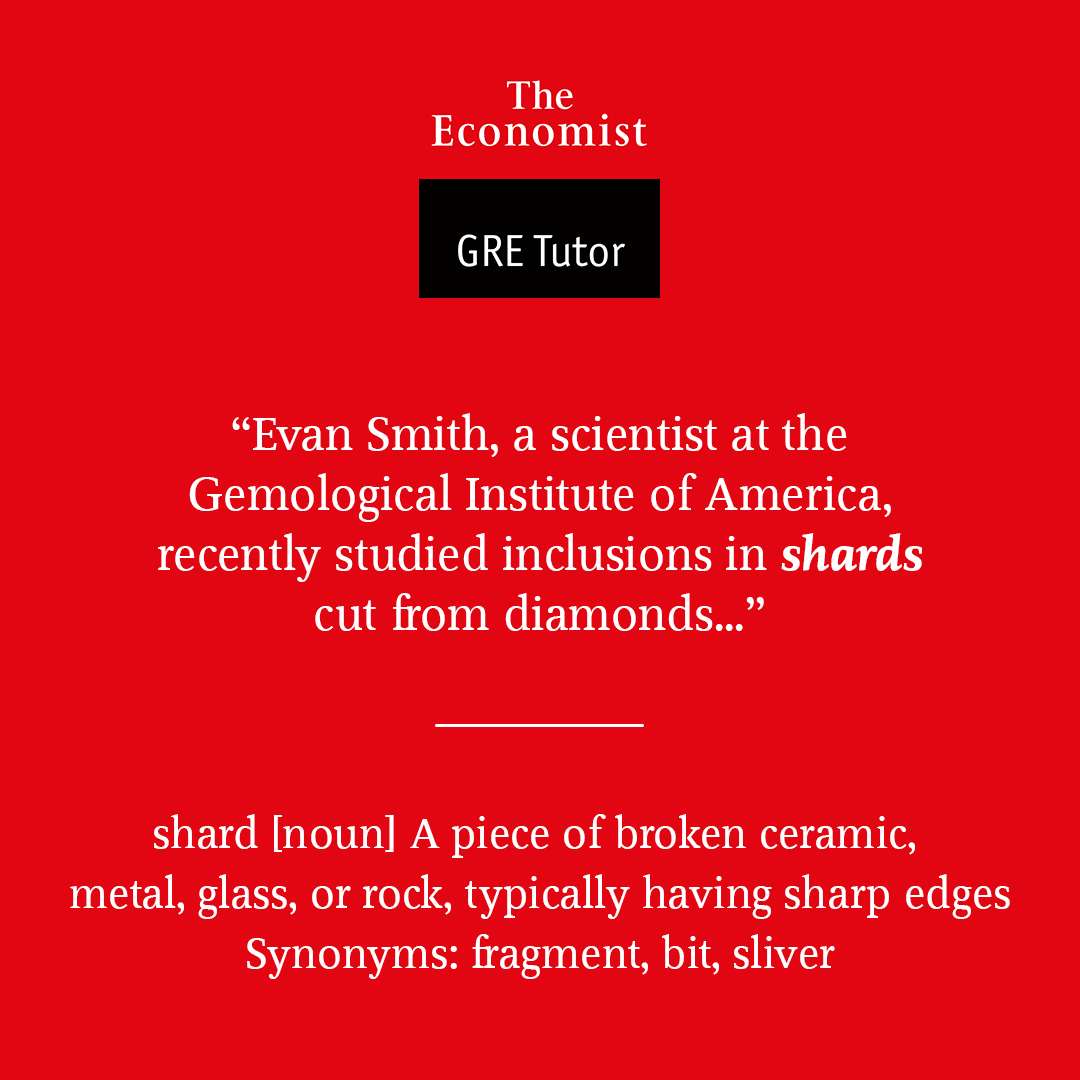 The
Economist
GRE Tutor
“Evan Smith, a scientist at the
Gemological Institute of America,
recently studied inclusions in shards
cut from diamonds...”
shard [noun] A piece of broken ceramic,
metal, glass, or rock, typically having sharp edges
Synonyms: fragment, bit, sliver